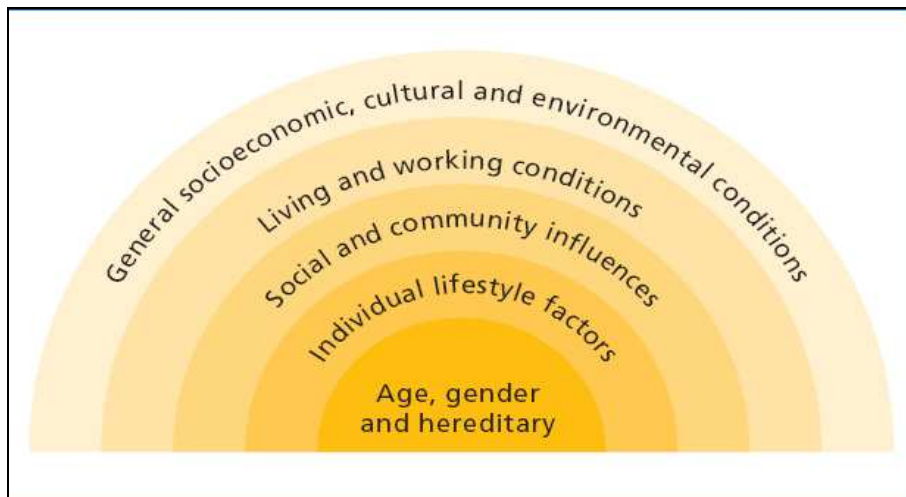 General socioeconomic, cultural and environmental conditions
Living and working conditions
Social and community influences
Individual lifestyle factors
Age, gender
and hereditary